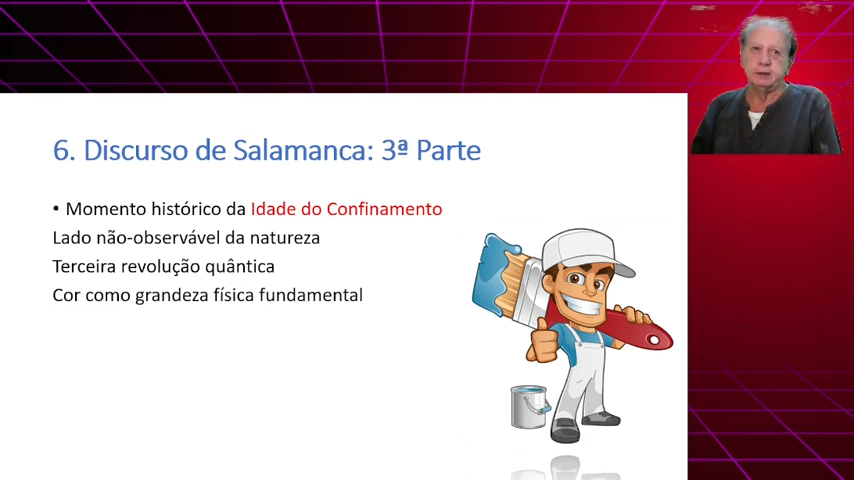 6. Discurso de Salamanca: 3ª Parte
• Momento histórico da Idade do Confinamento
Lado não-observável da natureza
Terceira revolução quântica
Cor como grandeza física fundamental